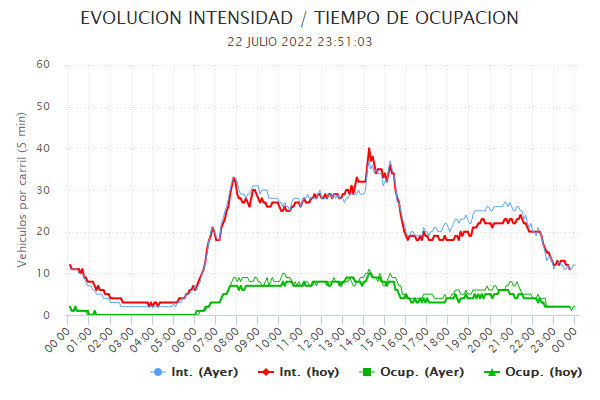 EVOLUCION INTENSIDAD / TIEMPO DE OCUPACION
22 JULIO 2022 23:51:03
Vehiculos por carril (5 min)
60
50
40
30
20
10
0
00:00 01:00 02:00 03:00 04:00 05:00 06:00 07:00 08:00 09:00 10:00 11:00 12:00 13:00 14:00 15:00 16:00 17:00 18:00 19:00 20:00 21:00 22:00 23:00 00:00
Int. (Ayer) Int. (hoy) Ocup. (Ayer) Ocup. (hoy)